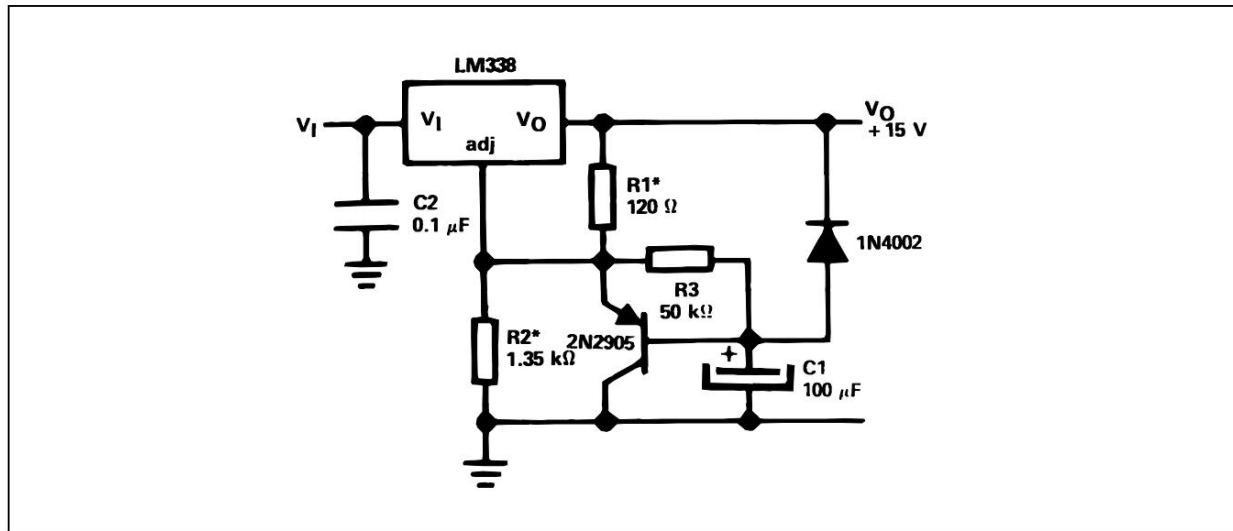 LM338
V_I
V_I
V_O
adj
V_O
+ 15 V
C2
0.1 μF
R1*
120 Ω
1N4002
R3
50 kΩ
R2*
1.35 kΩ
2N2905
+
C1
100 μF